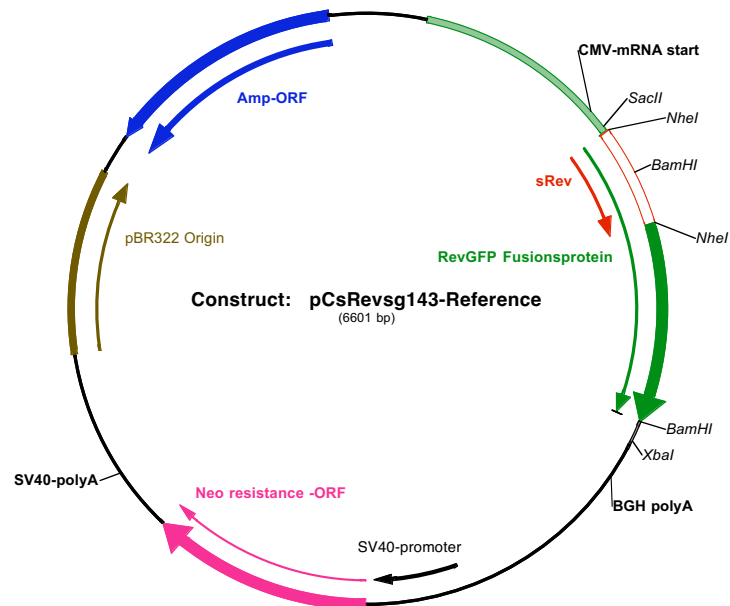 CMV-mRNA start
Amp-ORF
SacII
NheI
BamHI
sRev
pBR322 Origin
NheI
RevGFP Fusionsprotein
Construct: pCsRevsg143-Reference
(6601 bp)
BamHI
XbaI
SV40-polyA
Neo resistance -ORF
BGH polyA
SV40-promoter